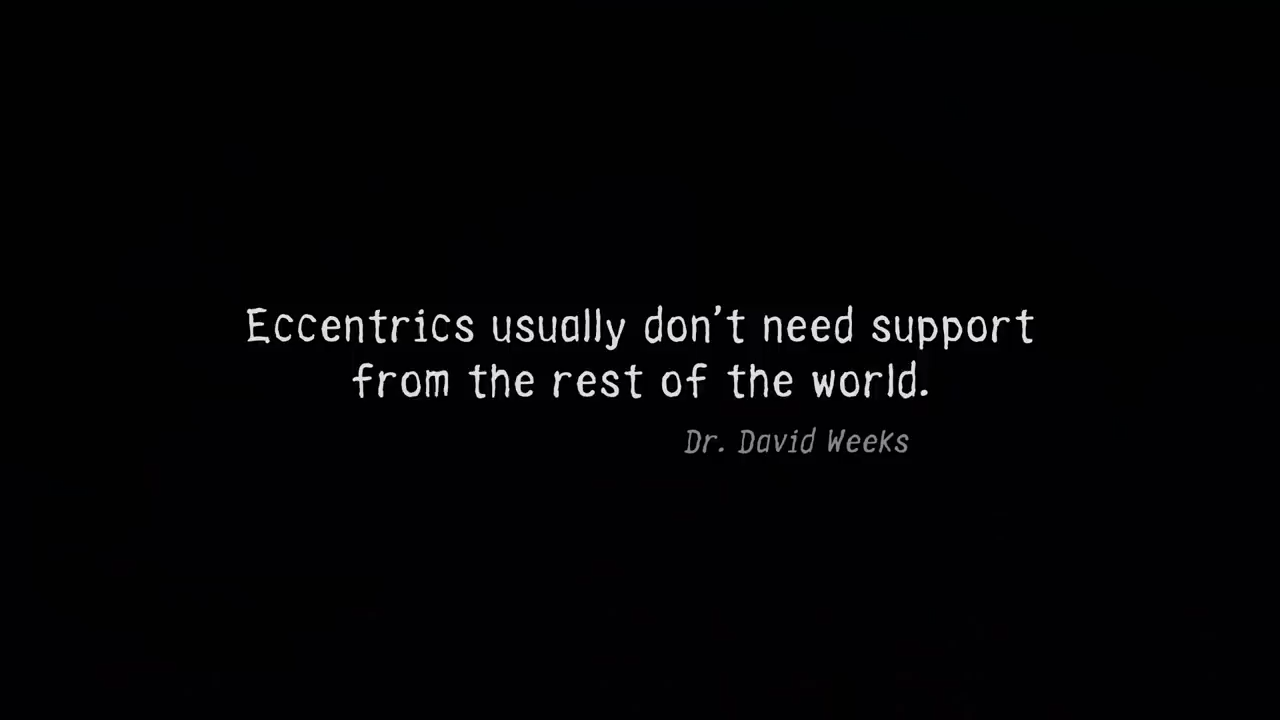 Eccentrics usually don't need support
from the rest of the world.
Dr. David Weeks